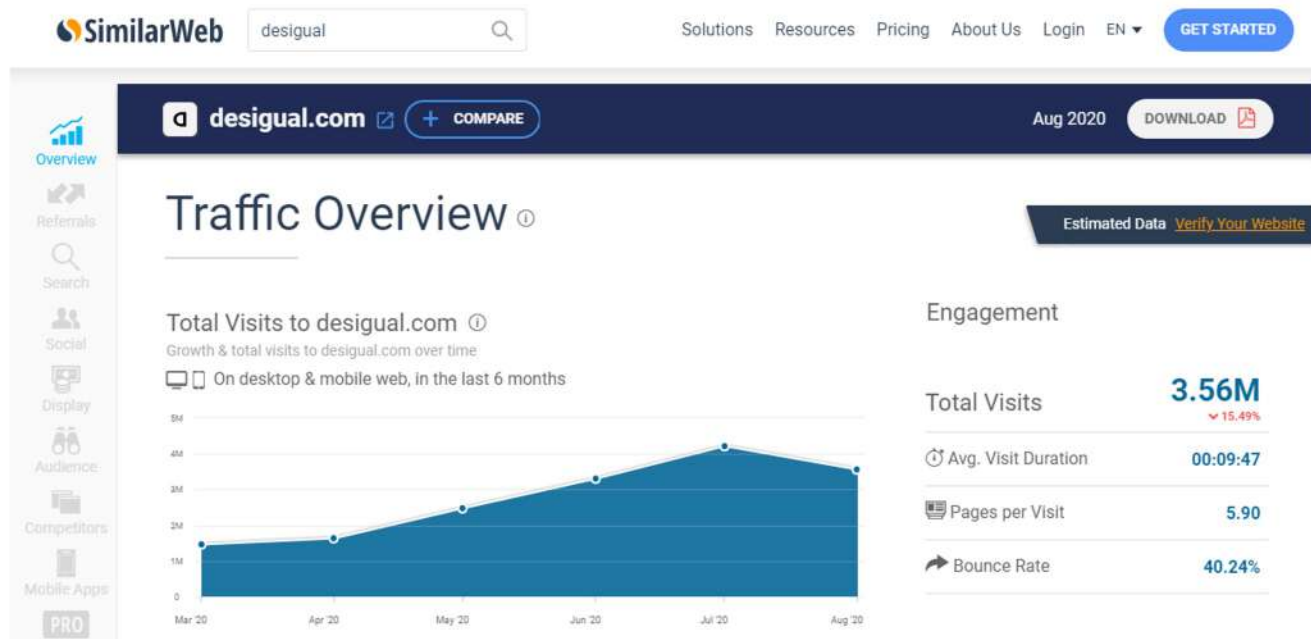 SimilarWeb
desigual
Solutions Resources Pricing About Us Login EN GET STARTED
desigual.com + COMPARE
Aug 2020 DOWNLOAD
Overview
Referrals
Search
Social
Display
Audience
Competitors
Mobile Apps
PRO
Traffic Overview
Estimated Data Verify Your Website
Total Visits to desigual.com
Growth & total visits to desigual.com over time
On desktop & mobile web, in the last 6 months
5M
4M
3M
2M
1M
0
Mar '20 Apr '20 May '20 Jun '20 Jul '20 Aug '20
Engagement
Total Visits 3.56M
15.49%
Avg. Visit Duration 00:09:47
Pages per Visit 5.90
Bounce Rate 40.24%